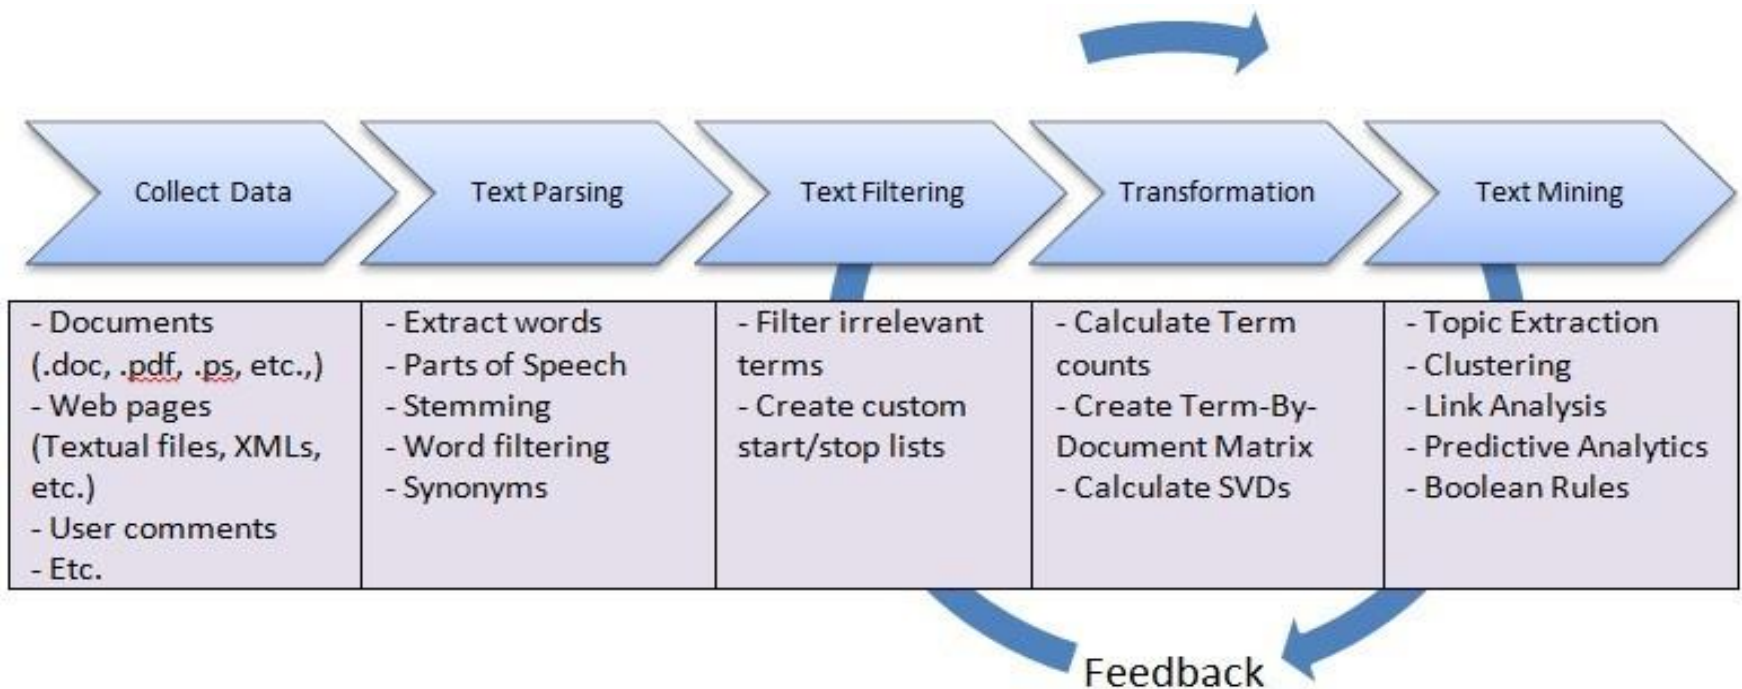 Collect Data
Text Parsing
Text Filtering
Transformation
Text Mining
- Documents
(.doc, .pdf, .ps, etc.,)
- Web pages
(Textual files, XMLs,
etc.)
- User comments
- Etc.
- Extract words
- Parts of Speech
- Stemming
- Word filtering
- Synonyms
- Filter irrelevant
terms
- Create custom
start/stop lists
- Calculate Term
counts
- Create Term-By-
Document Matrix
- Calculate SVDs
- Topic Extraction
- Clustering
- Link Analysis
- Predictive Analytics
- Boolean Rules
Feedback